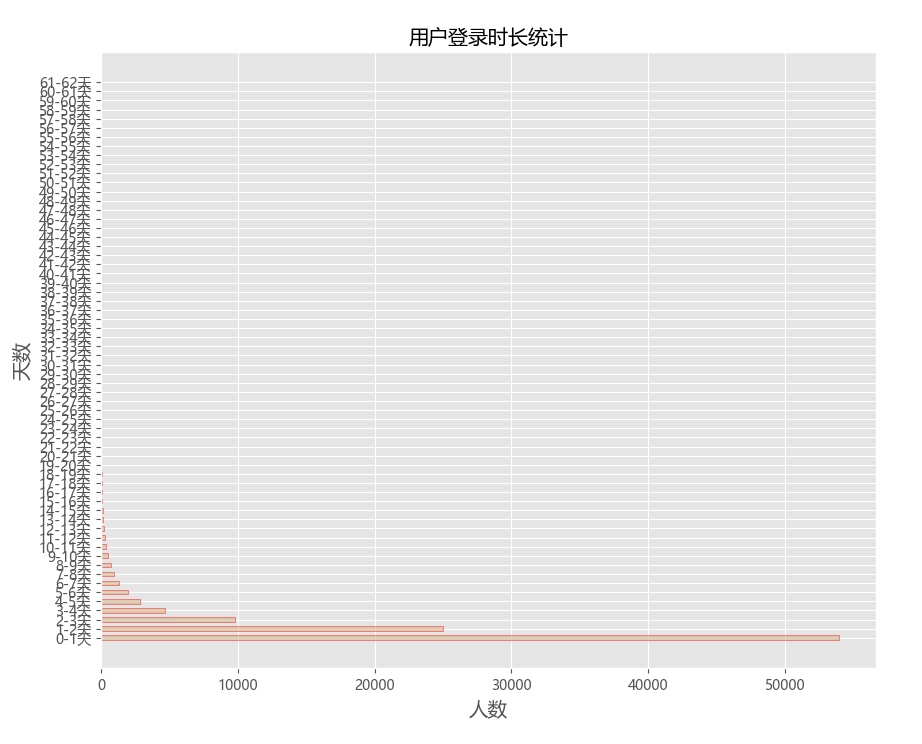 用户登录时长统计
61-62天
60-61天
59-60天
58-59天
57-58天
56-57天
55-56天
54-55天
53-54天
52-53天
51-52天
50-51天
49-50天
48-49天
47-48天
46-47天
45-46天
44-45天
43-44天
42-43天
41-42天
40-41天
39-40天
38-39天
37-38天
36-37天
35-36天
34-35天
33-34天
32-33天
31-32天
30-31天
29-30天
28-29天
27-28天
26-27天
25-26天
24-25天
23-24天
22-23天
21-22天
20-21天
19-20天
18-19天
17-18天
16-17天
15-16天
14-15天
13-14天
12-13天
11-12天
10-11天
9-10天
8-9天
7-8天
6-7天
5-6天
4-5天
3-4天
2-3天
1-2天
0-1天
天数
0 10000 20000 30000 40000 50000
人数